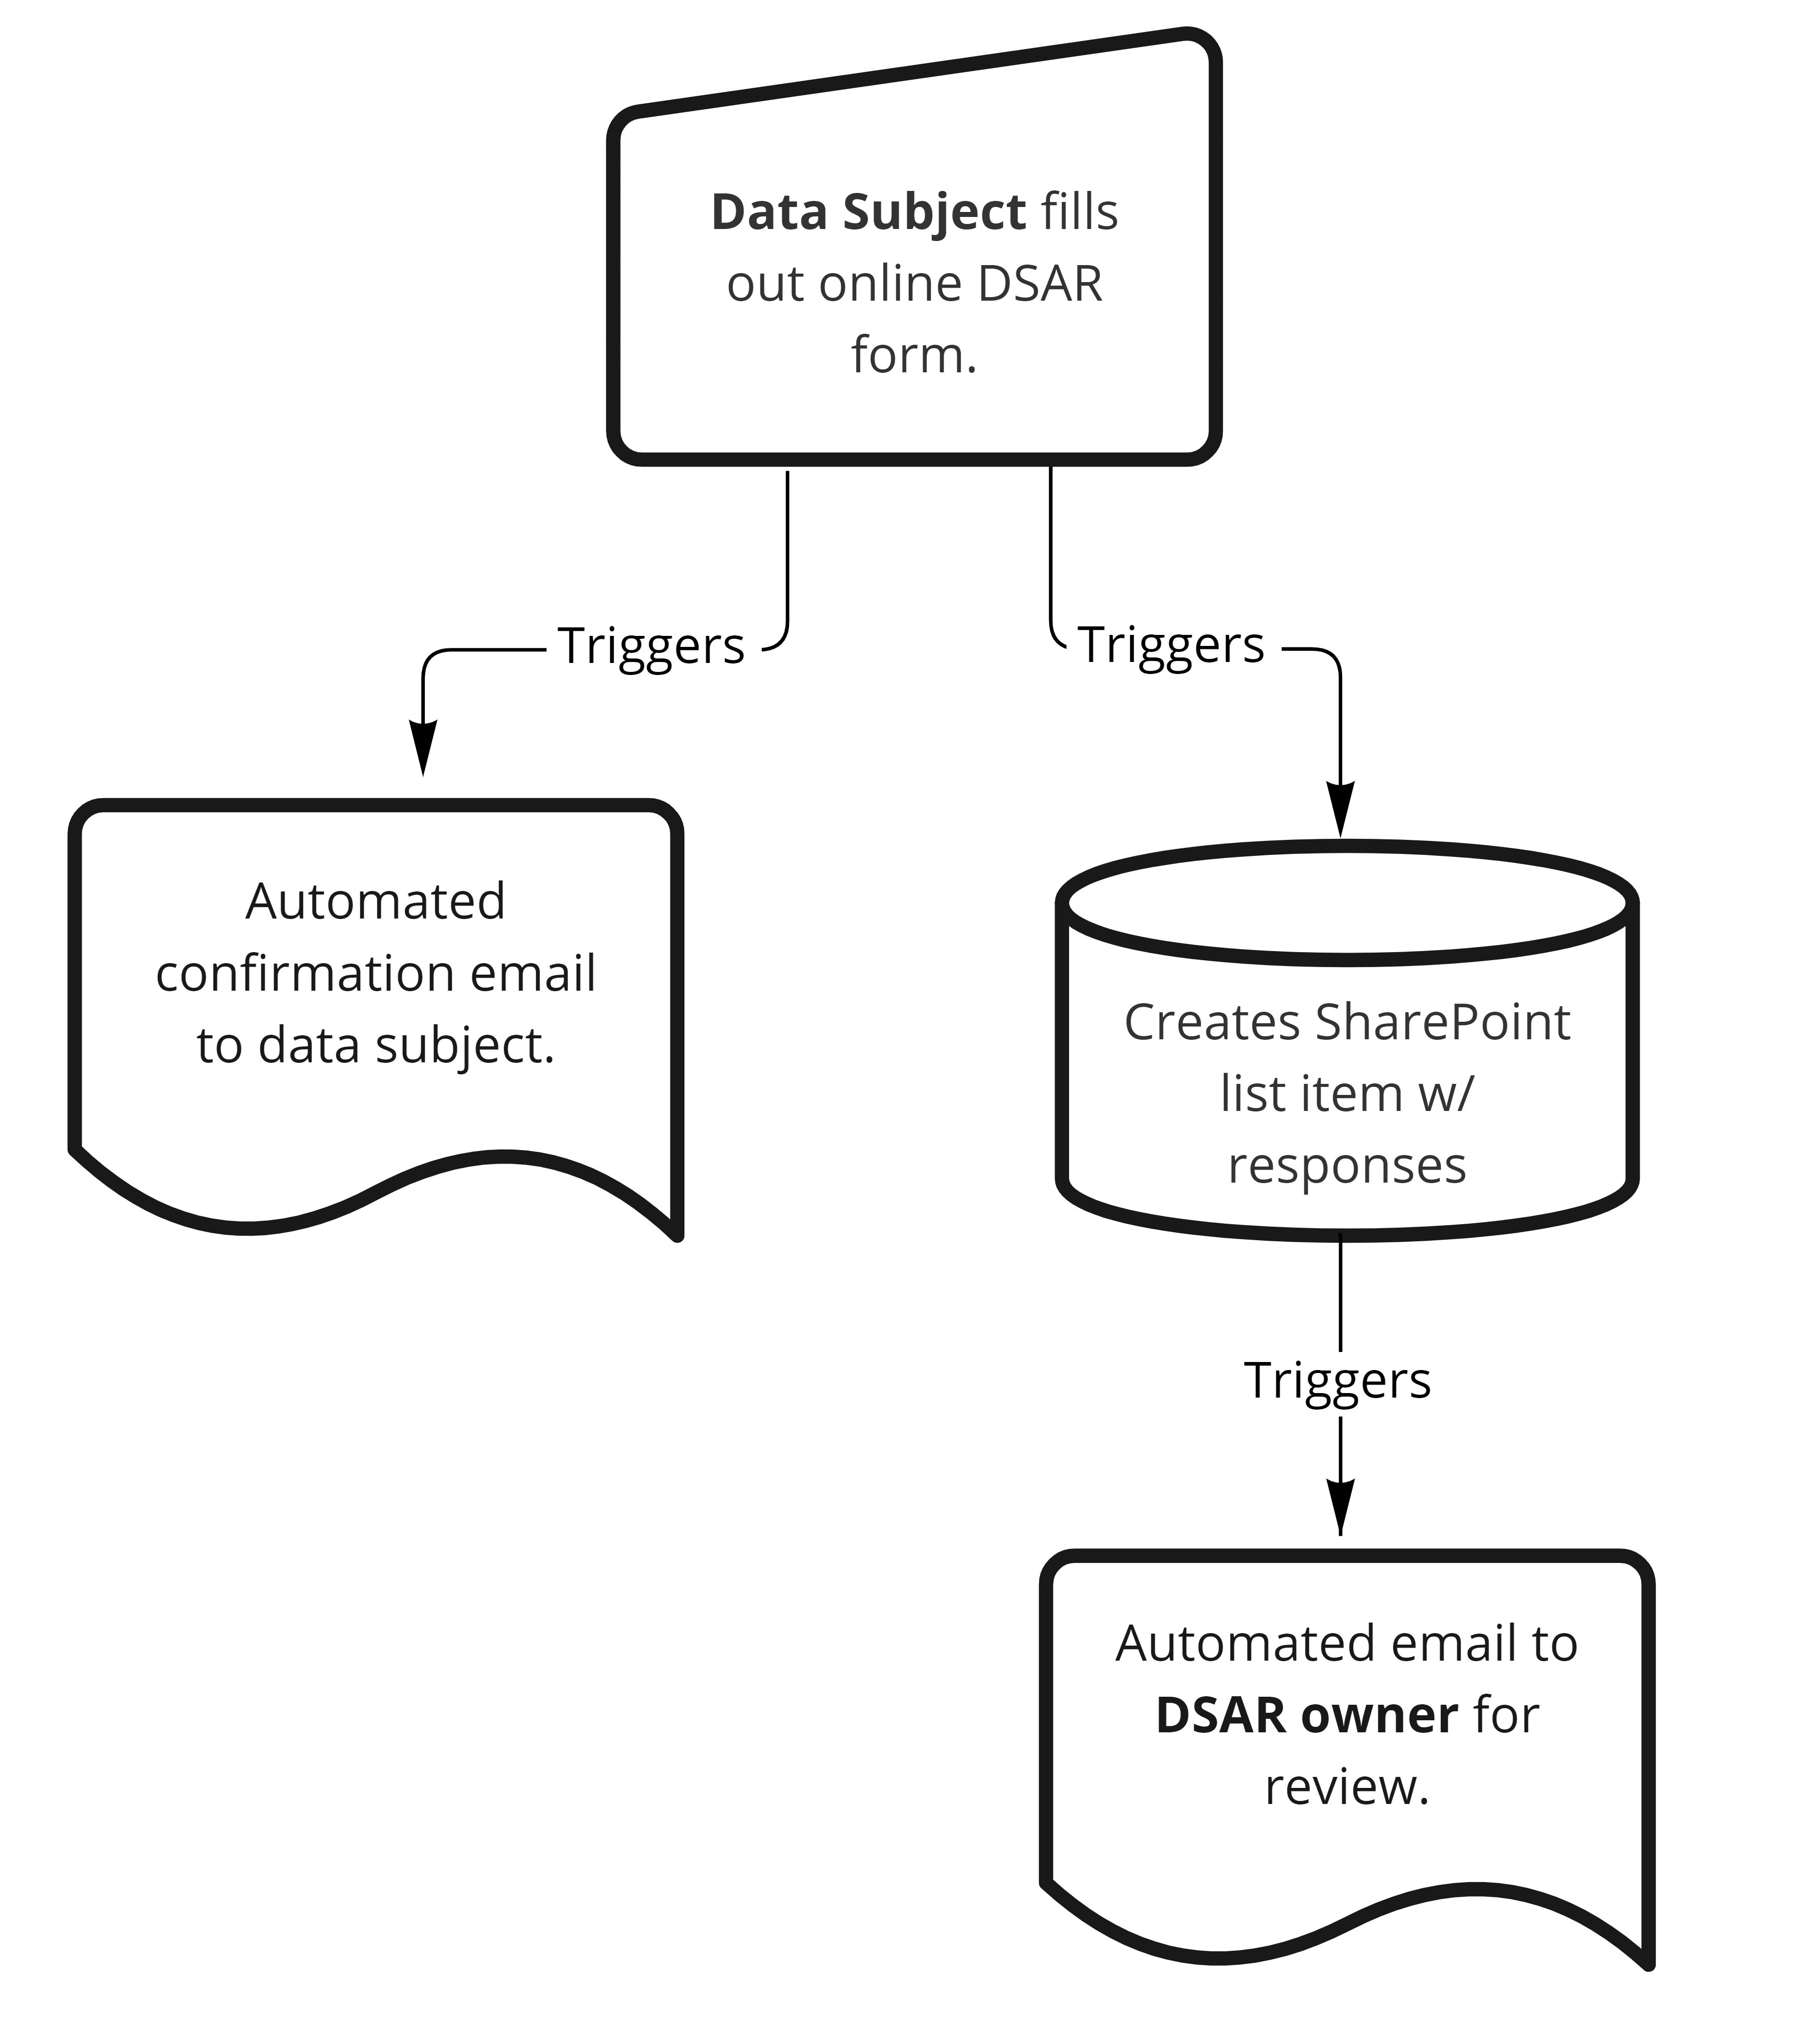 Data Subject fills
out online DSAR
form.
Triggers
Triggers
Automated
confirmation email
to data subject.
Creates SharePoint
list item w/
responses
Triggers
Automated email to
DSAR owner for
review.